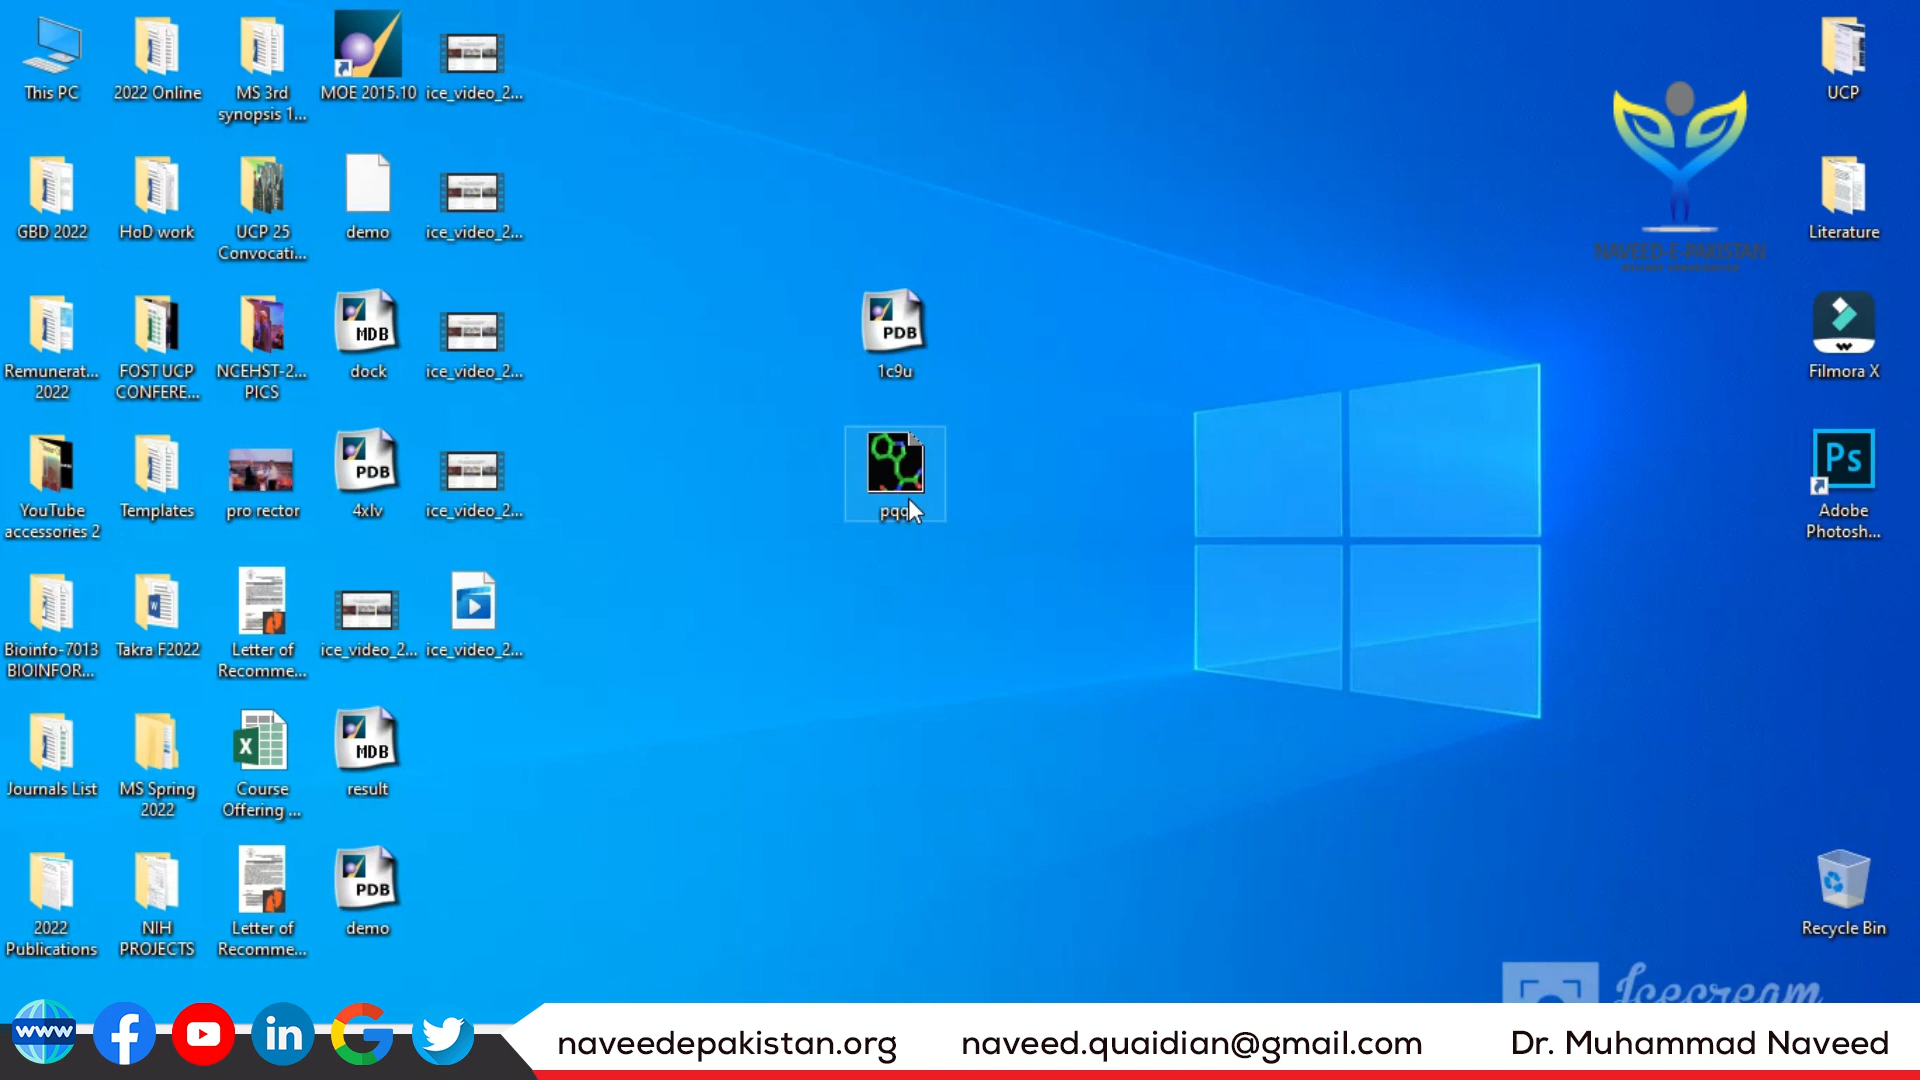 This PC
2022 Online
MS 3rd
synopsis 1...
MOE 2015.10
ice_video_2...
UCP
GBD 2022
HoD work
UCP 25
Convocati...
demo
ice_video_2...
NAVEED-E-PAKISTAN
Literature
Remunerat...
2022
FOST UCP
CONFERE...
NCEHST-2...
PICS
MDB
dock
ice_video_2...
PDB
1c9u
Filmora X
YouTube
accessories 2
Templates
pro rector
PDB
4xlv
ice_video_2...
pqq
Ps
Adobe
Photosh...
Bioinfo-7013
BIOINFOR...
W
Takra F2022
Letter of
Recomme...
ice_video_2...
ice_video_2...
Journals List
MS Spring
2022
X
Course
Offering ...
MDB
result
2022
Publications
NIH
PROJECTS
Letter of
Recomme...
PDB
demo
Recycle Bin
Icecream
www
f
in
G
naveedepakistan.org
naveed.quaidian@gmail.com
Dr. Muhammad Naveed